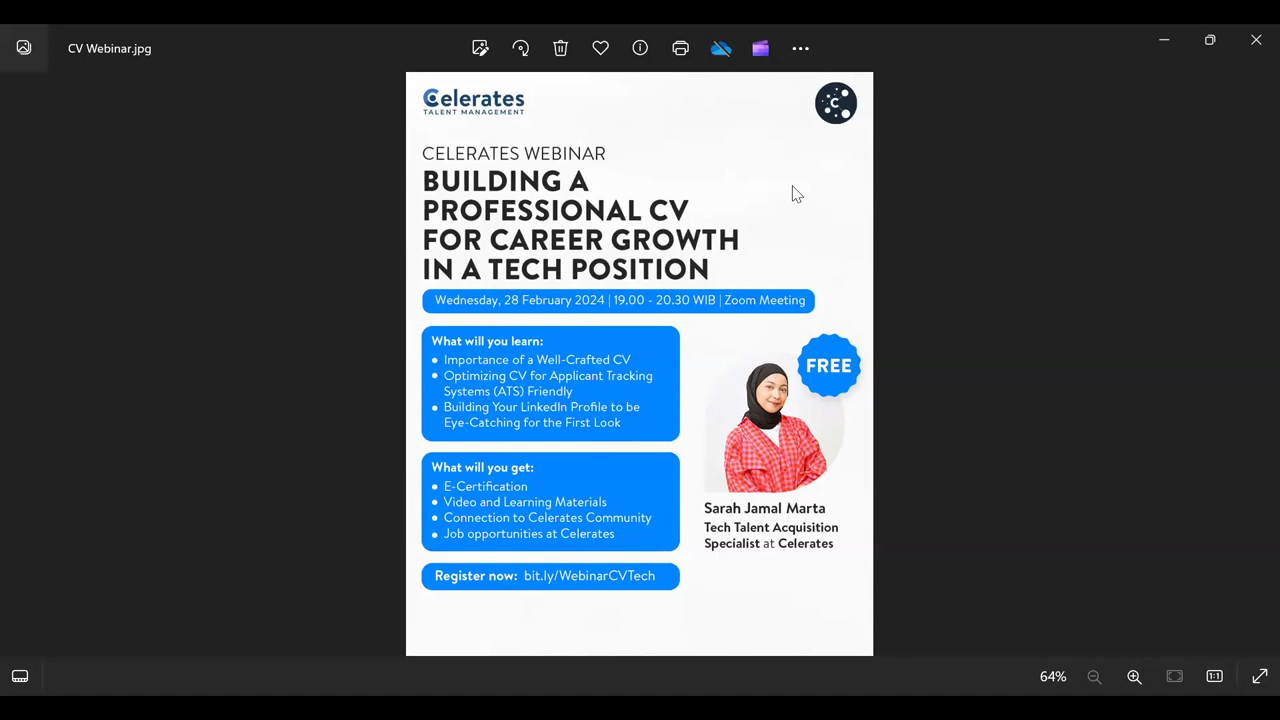 CV Webinar.jpg
Celerates
TALENT MANAGEMENT
C
CELERATES WEBINAR
BUILDING A
PROFESSIONAL CV
FOR CAREER GROWTH
IN A TECH POSITION
Wednesday, 28 February 2024 | 19.00 - 20.30 WIB | Zoom Meeting
What will you learn:
• Importance of a Well-Crafted CV
• Optimizing CV for Applicant Tracking
Systems (ATS) Friendly
• Building Your LinkedIn Profile to be
Eye-Catching for the First Look
FREE
What will you get:
• E-Certification
• Video and Learning Materials
• Connection to Celerates Community
• Job opportunities at Celerates
Sarah Jamal Marta
Tech Talent Acquisition
Specialist at Celerates
Register now: bit.ly/WebinarCVTech
64%
1:1